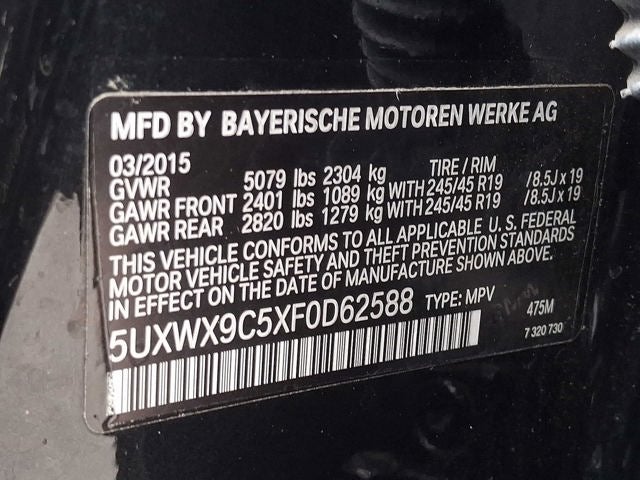 MFD BY BAYERISCHE MOTOREN WERKE AG
03/2015 TIRE / RIM
GVWR 5079 lbs 2304 kg
GAWR FRONT 2401 lbs 1089 kg WITH 245/45 R19 / 8.5J x 19
GAWR REAR 2820 lbs 1279 kg WITH 245/45 R19 / 8.5J x 19
THIS VEHICLE CONFORMS TO ALL APPLICABLE U. S. FEDERAL
MOTOR VEHICLE SAFETY AND THEFT PREVENTION STANDARDS
IN EFFECT ON THE DATE OF MANUFACTURE SHOWN ABOVE.
5UXWX9C5XF0D62588 TYPE: MPV 475M
7 320 730